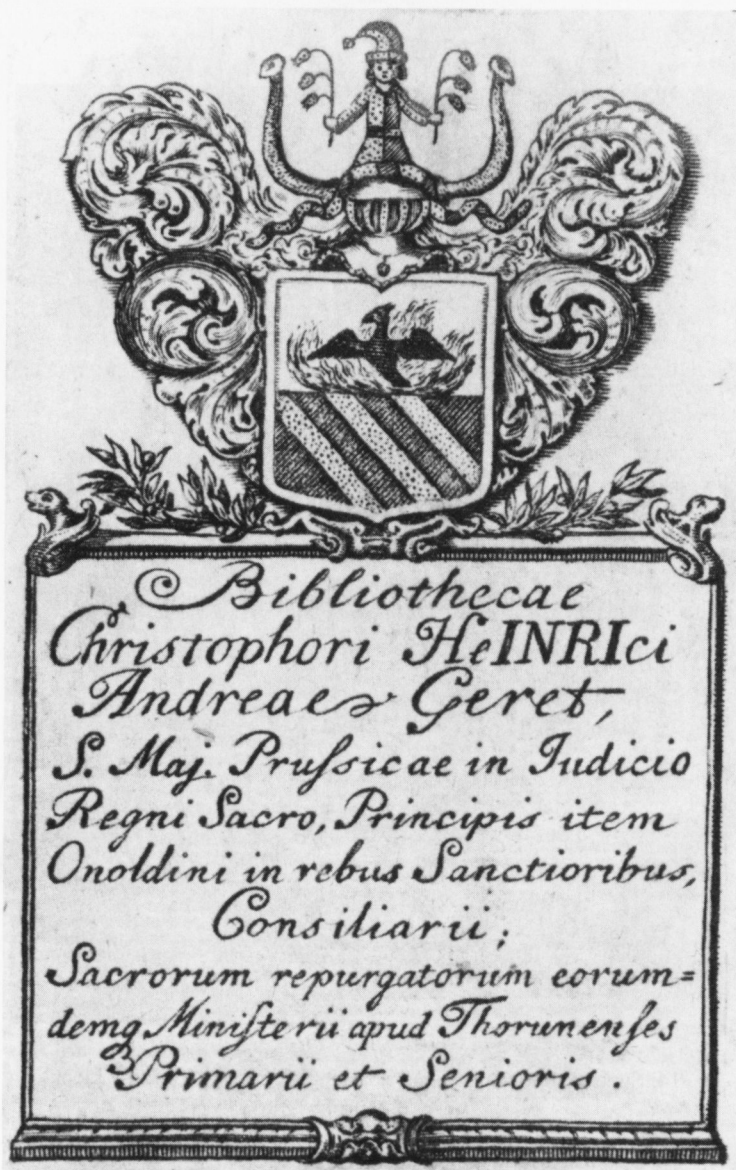 Bibliothecae
Christophori HeINRIci
Andreae Geret,
S. Maj. Prusſicae in Iudicio
Regni Sacro, Principis item
Onoldini in rebus Sanctioribus,
Consiliarii;
Sacrorum repurgatorum eorum=
demq Miniſterii apud Thorunenſes
Primarii et Senioris.